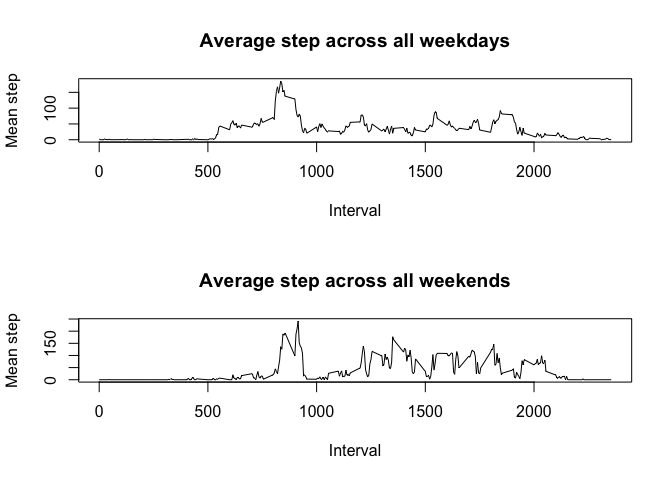 Average step across all weekdays
Mean step
0 100
0 500 1000 1500 2000
Interval
Average step across all weekends
Mean step
0 150
0 500 1000 1500 2000
Interval